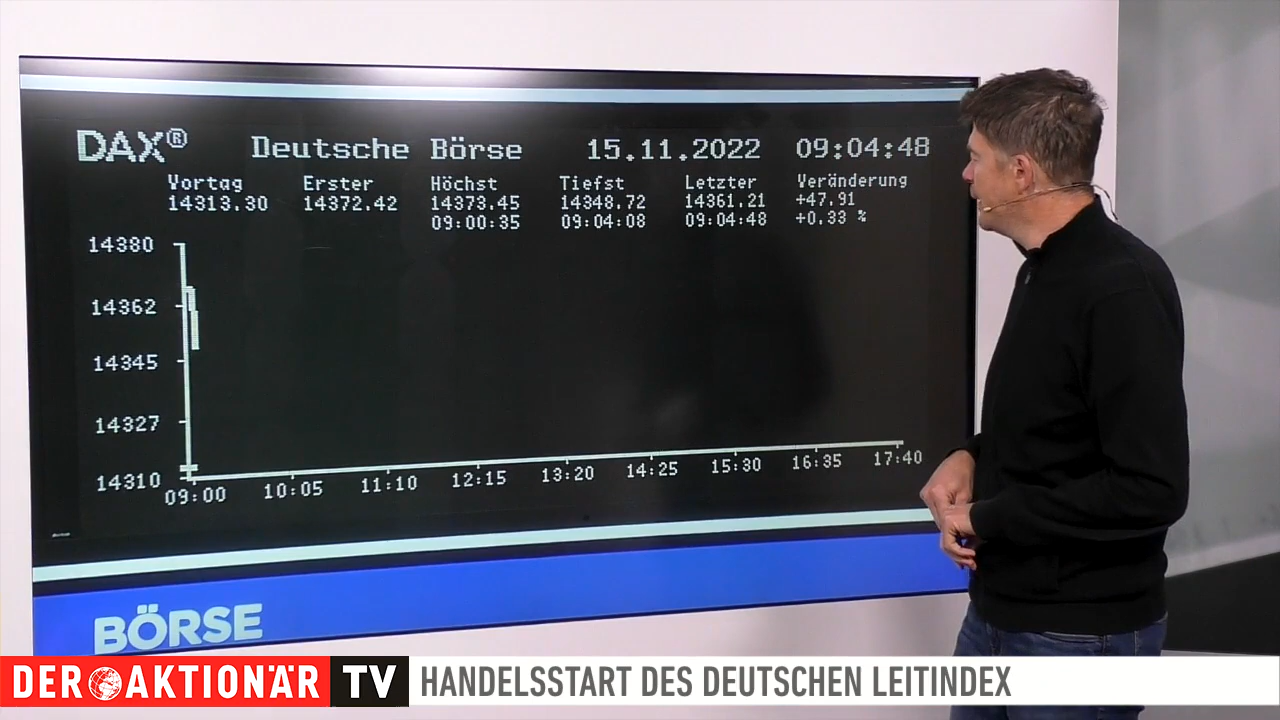 DAX® Deutsche Börse 15.11.2022 09:04:48
Vortag Erster Höchst Tiefst Letzter Veränderung
14313.30 14372.42 14373.45 14348.72 14361.21 +47.91
09:00:35 09:04:08 09:04:48 +0.33 %
14380
14362
14345
14327
14310
09:00 10:05 11:10 12:15 13:20 14:25 15:30 16:35 17:40
BÖRSE
DER AKTIONÄR TV HANDELSSTART DES DEUTSCHEN LEITINDEX